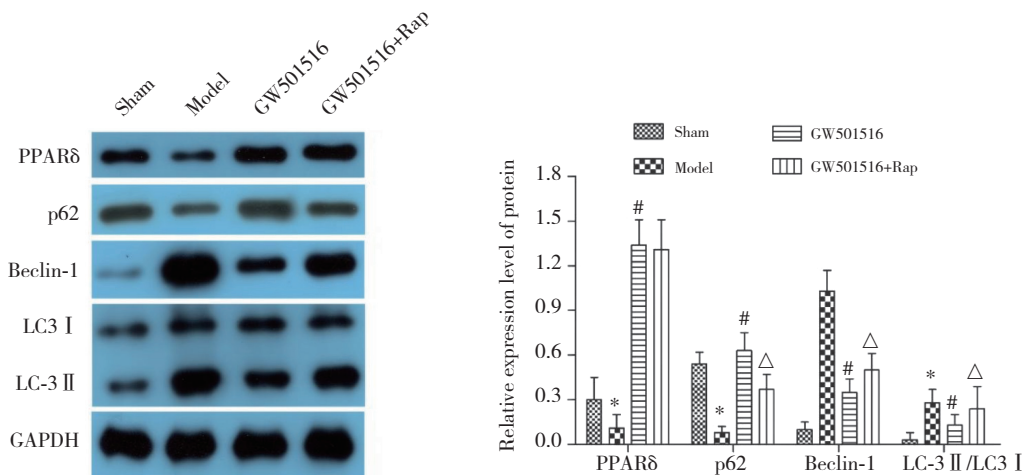 Sham
Model
GW501516
GW501516+Rap
PPARδ
p62
Beclin-1
LC3 Ⅰ
LC-3 Ⅱ
GAPDH
Sham
GW501516
Model
GW501516+Rap
Relative expression level of protein
1.8
1.5
1.2
0.9
0.6
0.3
0.0
*
#
*
#
△
#
△
*
#
△
PPARδ
p62
Beclin-1
LC-3 Ⅱ/LC3 Ⅰ